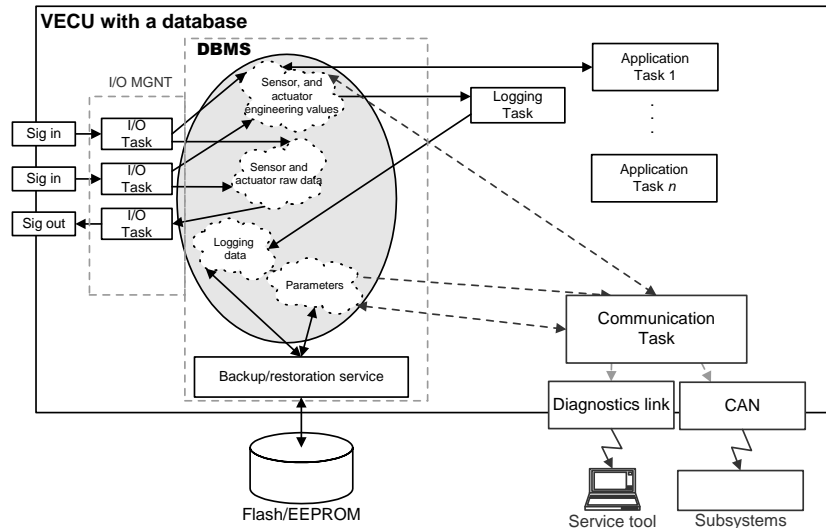 VECU with a database
DBMS
I/O MGNT
Sensor, and
actuator
engineering values
Application
Task 1
Logging
Task
.
.
.
Sig in
I/O
Task
Sig in
I/O
Task
Sensor and
actuator raw data
Application
Task n
Sig out
I/O
Task
Logging
data
Parameters
Communication
Task
Backup/restoration service
Diagnostics link
CAN
Flash/EEPROM
Service tool
Subsystems